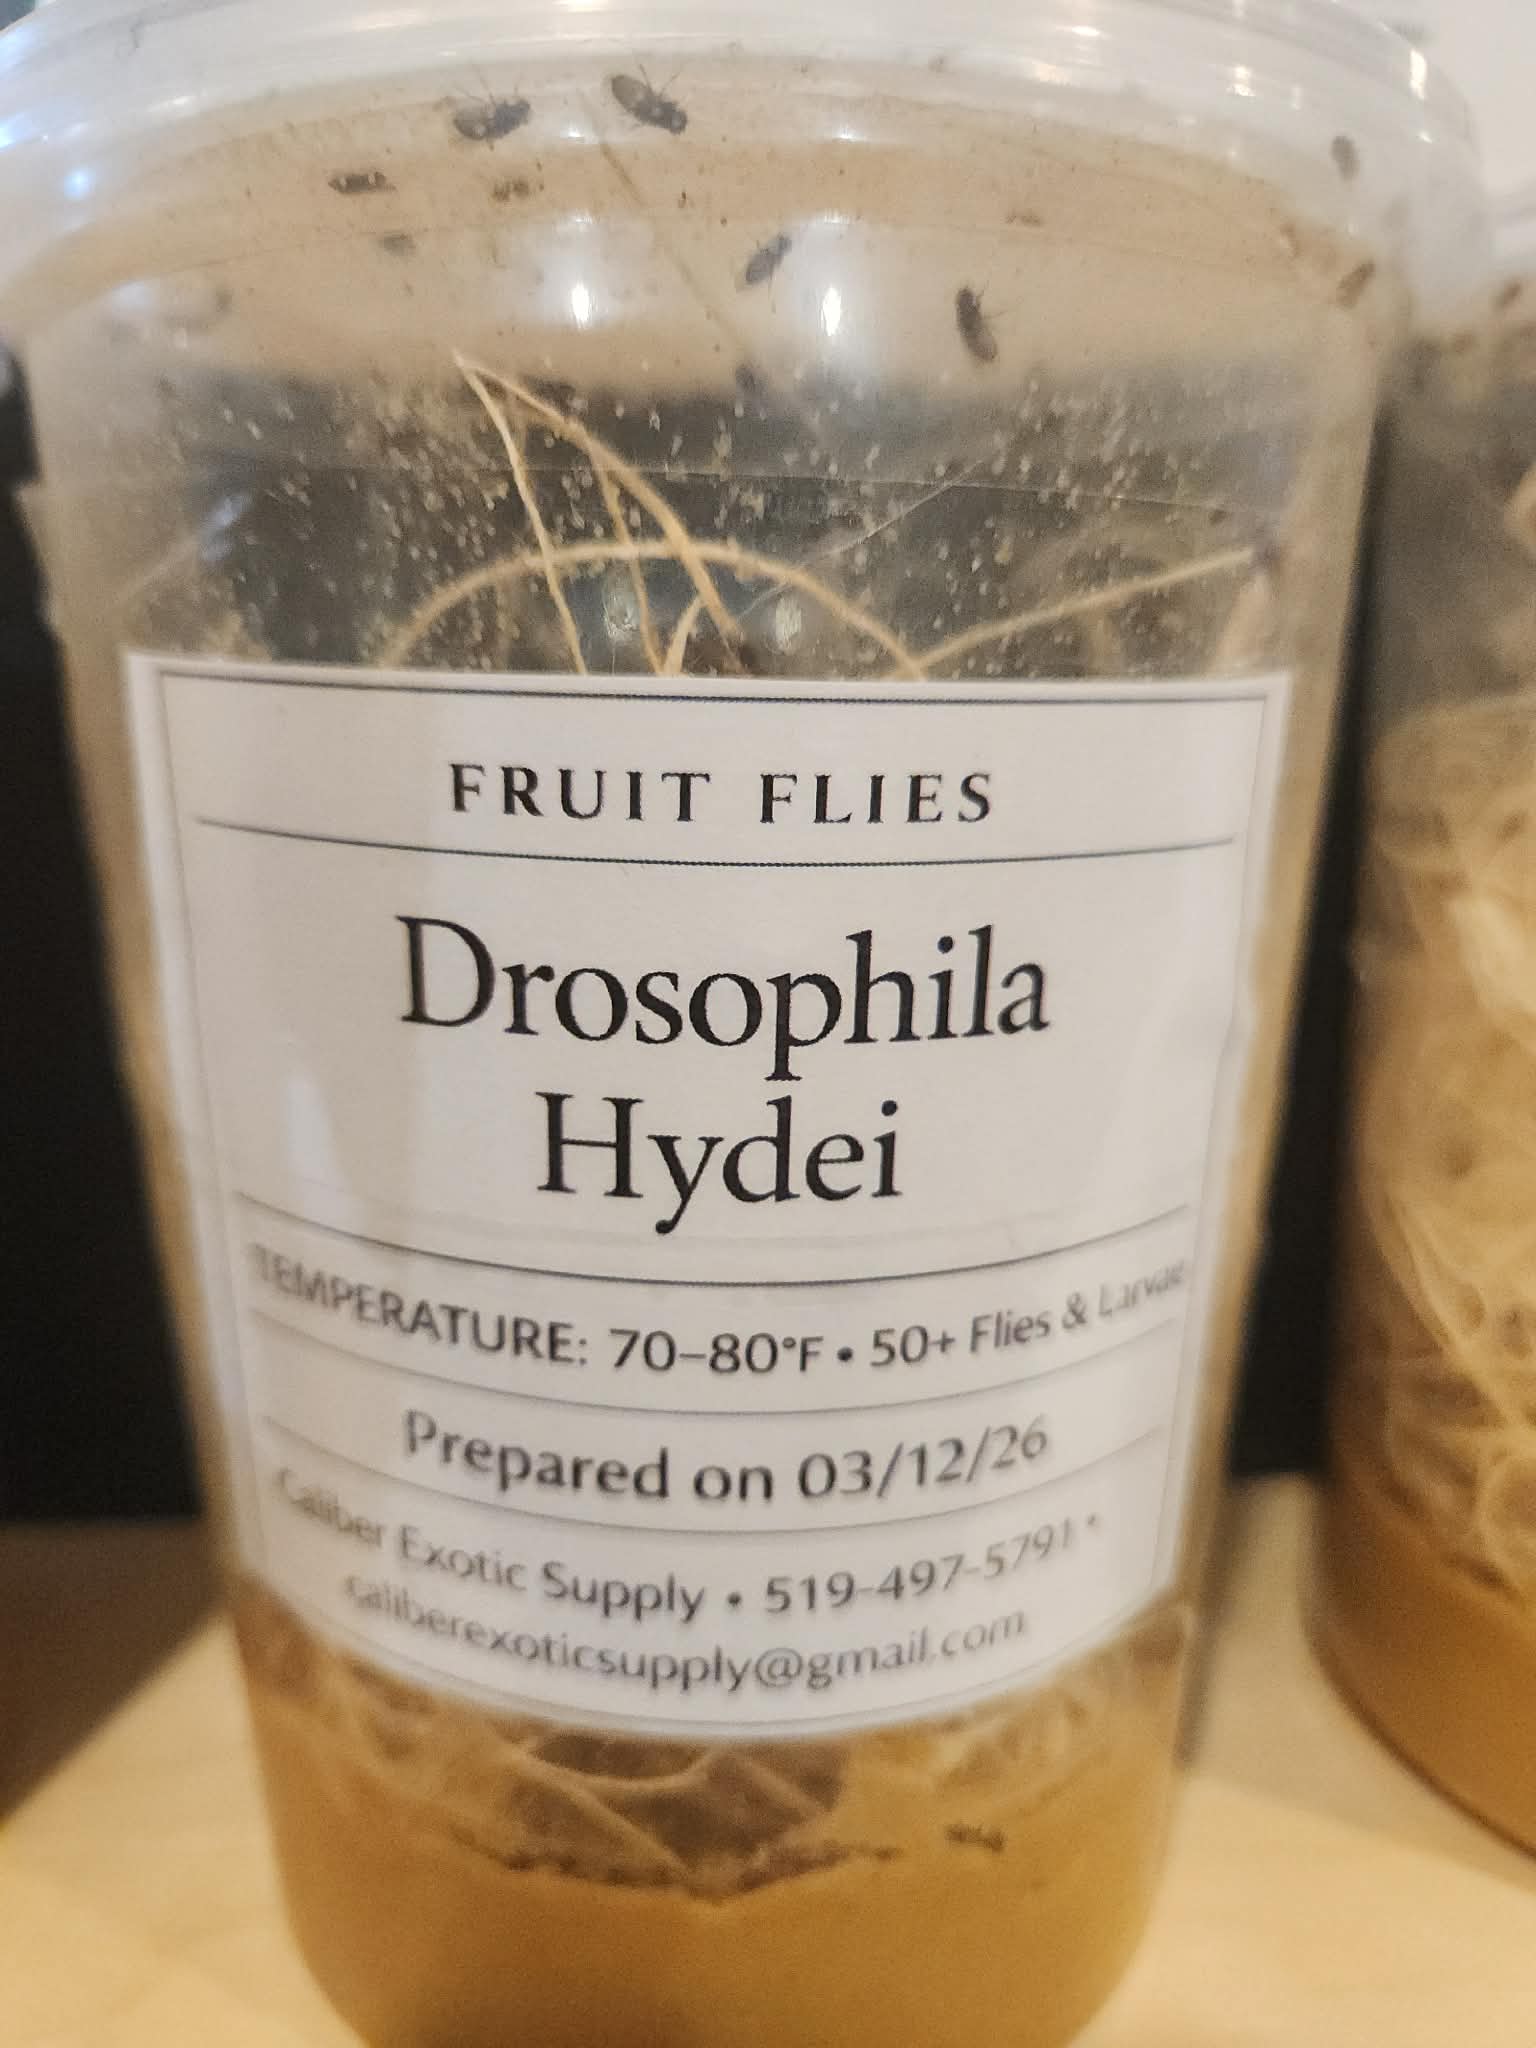 FRUIT FLIES
Drosophila
Hydei
TEMPERATURE: 70–80°F • 50+ Flies & Larvae
Prepared on 03/12/26
Caliber Exotic Supply • 519-497-5791 •
caliberexoticsupply@gmail.com